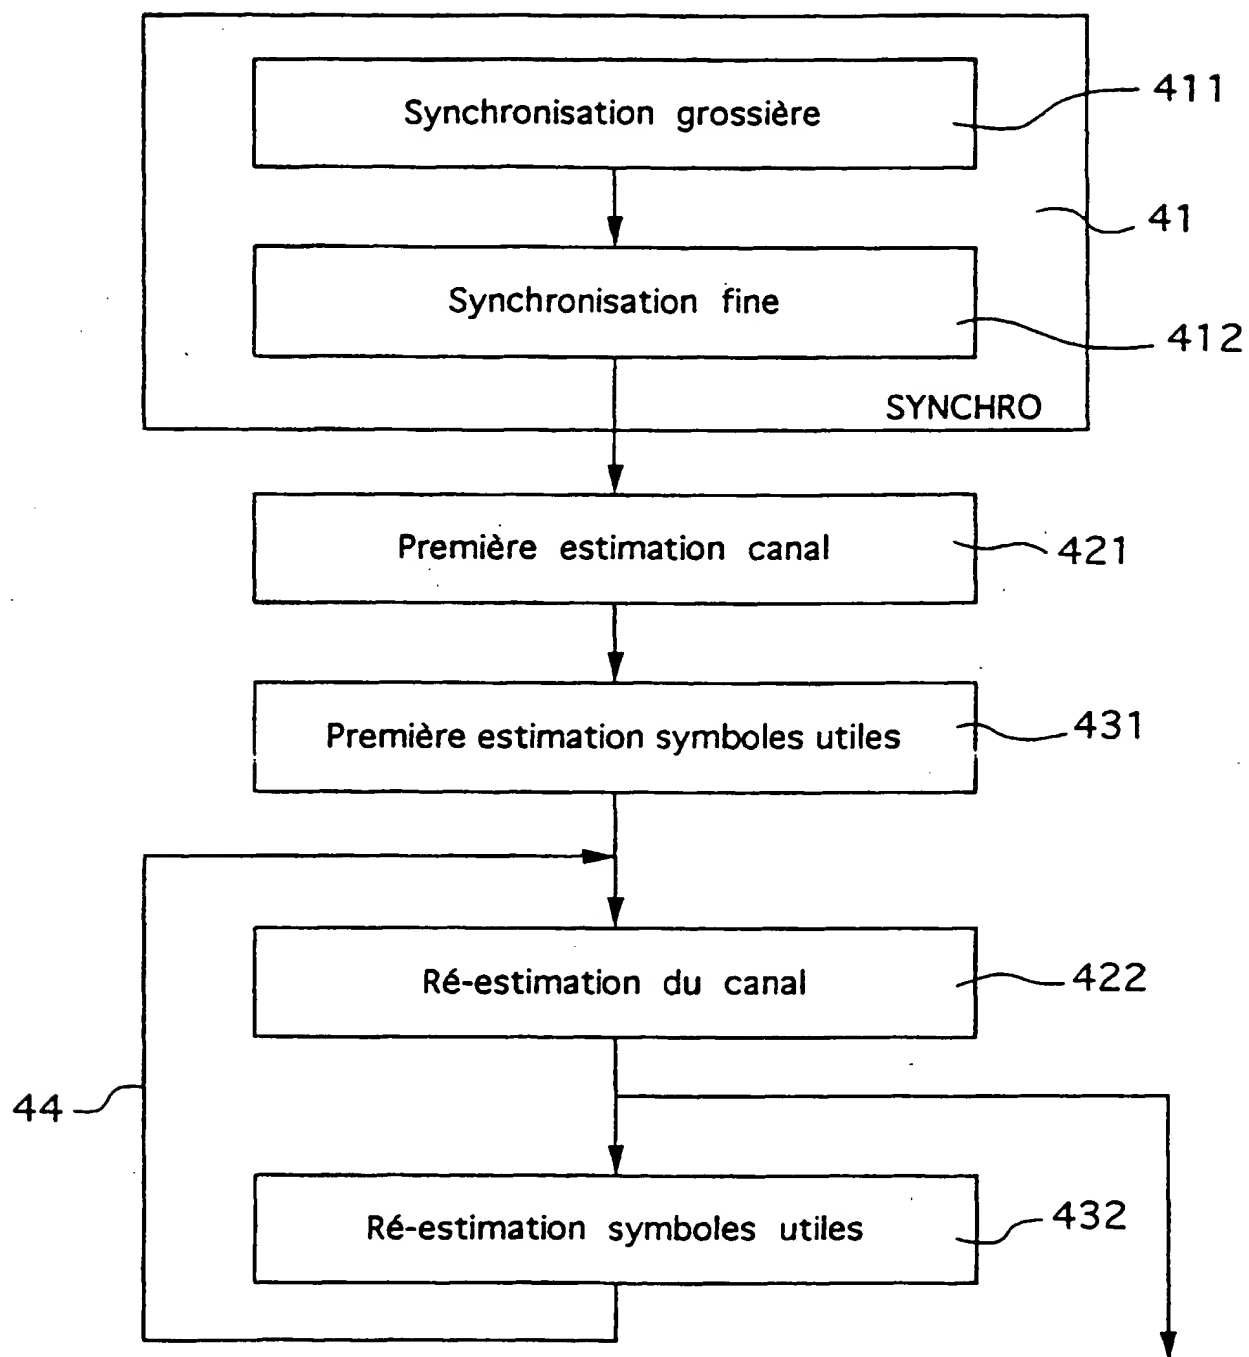 Synchronisation grossière
411
41
Synchronisation fine
412
SYNCHRO
Première estimation canal
421
Première estimation symboles utiles
431
Ré-estimation du canal
422
44
Ré-estimation symboles utiles
432